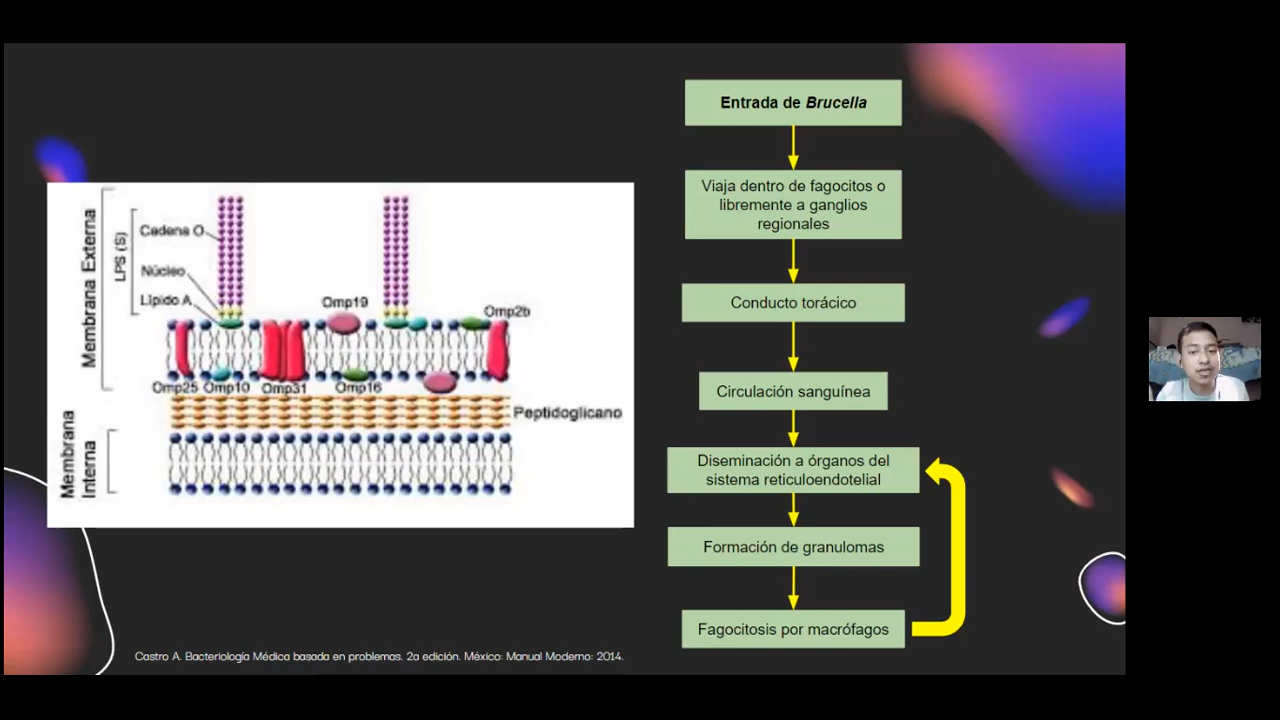 Membrana Externa
LPS (S)
Cadena O
Núcleo
Lípido A
Omp19
Omp2b
Omp25
Omp10
Omp31
Omp16
Peptidoglicano
Membrana
Interna
Entrada de Brucella
Viaja dentro de fagocitos o
libremente a ganglios
regionales
Conducto torácico
Circulación sanguínea
Diseminación a órganos del
sistema reticuloendotelial
Formación de granulomas
Fagocitosis por macrófagos
Castro A. Bacteriología Médica basada en problemas. 2a edición. México: Manual Moderno: 2014.